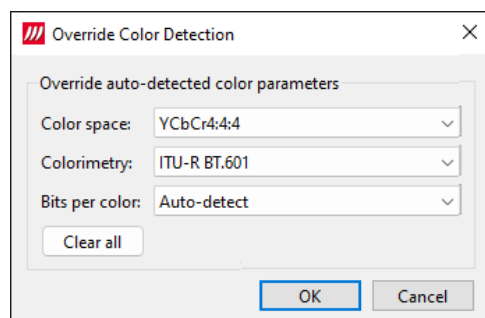 Override Color Detection
Override auto-detected color parameters
Color space: YCbCr4:4:4
Colorimetry: ITU-R BT.601
Bits per color: Auto-detect
Clear all
OK Cancel